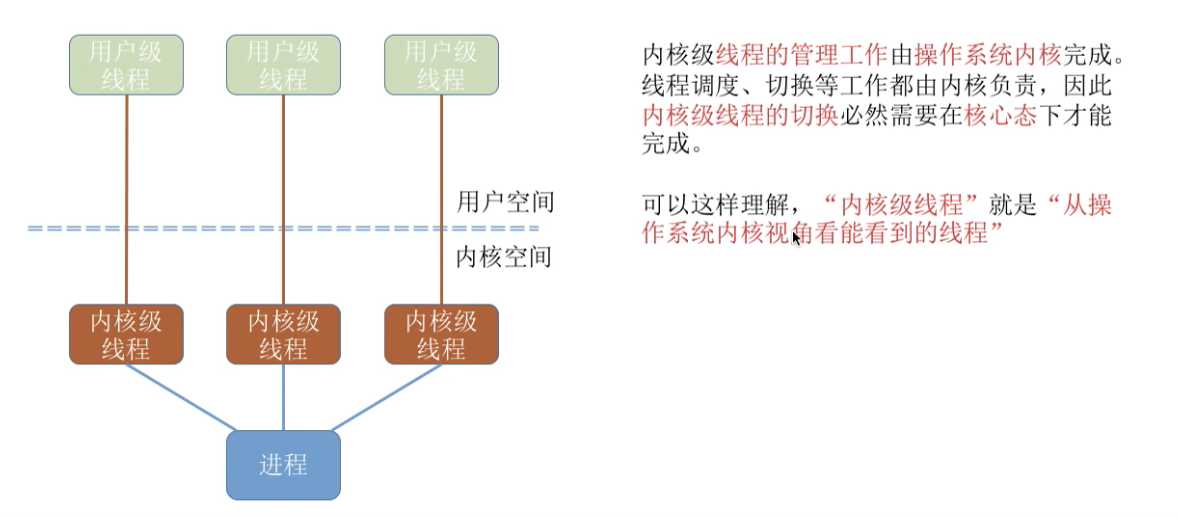 用户级
线程
用户级
线程
用户级
线程
用户空间
内核空间
内核级
线程
内核级
线程
内核级
线程
进程
内核级线程的管理工作由操作系统内核完成。
线程调度、切换等工作都由内核负责，因此
内核级线程的切换必然需要在核心态下才能
完成。
可以这样理解，“内核级线程”就是“从操
作系统内核视角看能看到的线程”